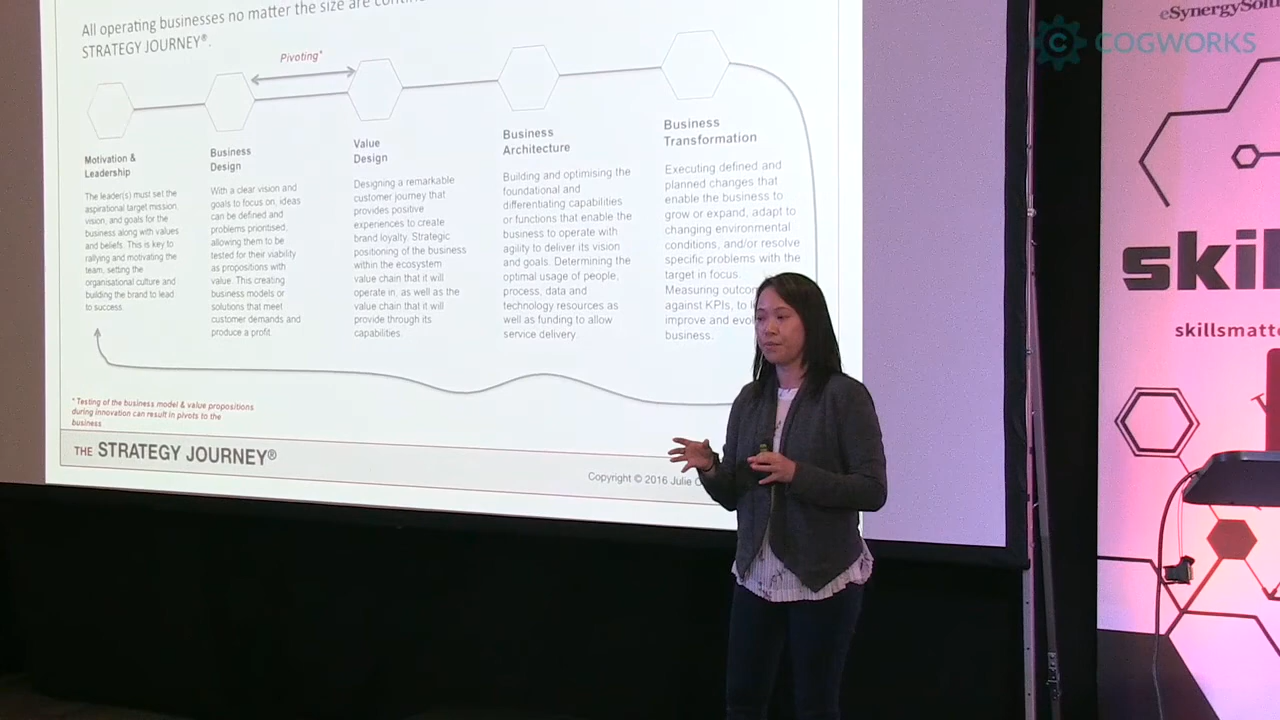 All operating businesses no matter the size are
STRATEGY JOURNEY®.
Pivoting*
Motivation &
Leadership
The leader(s) must set the
aspirational target mission,
vision, and goals for the
business along with values
and beliefs. This is key to
rallying and motivating the
team, setting the
organisational culture and
building the brand to lead
to success.
Business
Design
With a clear vision and
goals to focus on, ideas
can be defined and
problems prioritised,
allowing them to be
tested for their viability
as propositions with
value. This creating
business models or
solutions that meet
customer demands and
produce a profit.
Value
Design
Designing a remarkable
customer journey that
provides positive
experiences to create
brand loyalty. Strategic
positioning of the business
within the ecosystem
value chain that it will
operate in, as well as the
value chain that it will
provide through its
capabilities.
Business
Architecture
Building and optimising the
foundational and
differentiating capabilities
or functions that enable the
business to operate with
agility to deliver its vision
and goals. Determining the
optimal usage of people,
process, data and
technology resources as
well as funding to allow
service delivery.
Business
Transformation
Executing defined and
planned changes that
enable the business to
grow or expand, adapt to
changing environmental
conditions, and/or resolve
specific problems with the
target in focus.
Measuring
against KPIs, to
improve and
business.
* Testing of the business model & value propositions
during innovation can result in pivots to the
business
THE STRATEGY JOURNEY®
Copyright © 2016 Julie
COGWORKS